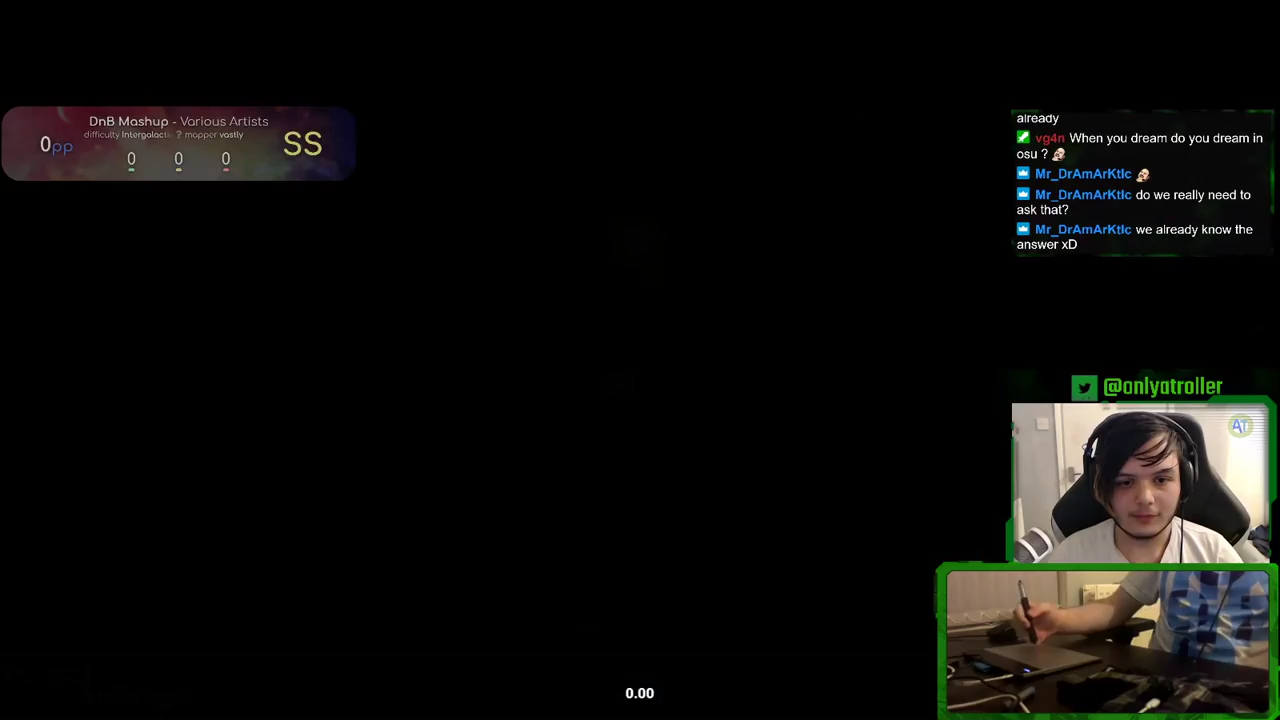 DnB Mashup - Various Artists
difficulty Intergalacti ? mapper vastly
0pp
SS
0 0 0
already
vg4n When you dream do you dream in
osu ?
Mr_DrAmArKtIc
Mr_DrAmArKtIc do we really need to
ask that?
Mr_DrAmArKtIc we already know the
answer xD
@onlyatroller
AT
0.00